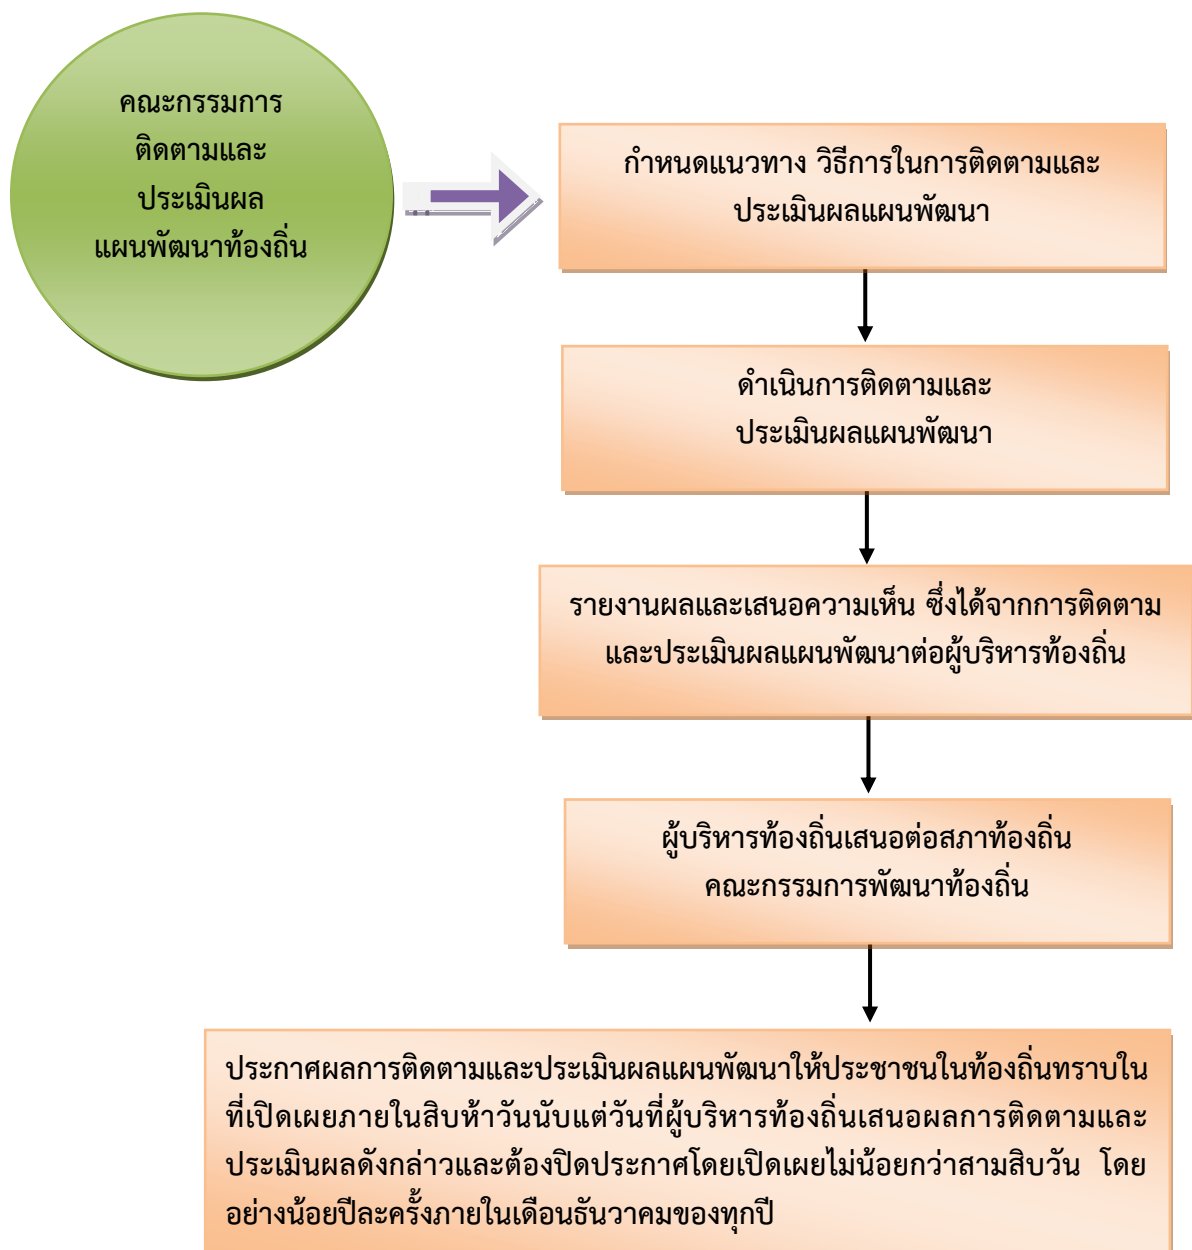 คณะกรรมการ
ติดตามและ
ประเมินผล
แผนพัฒนาท้องถิ่น
กำหนดแนวทาง วิธีการในการติดตามและ
ประเมินผลแผนพัฒนา
ดำเนินการติดตามและ
ประเมินผลแผนพัฒนา
รายงานผลและเสนอความเห็น ซึ่งได้จากการติดตาม
และประเมินผลแผนพัฒนาต่อผู้บริหารท้องถิ่น
ผู้บริหารท้องถิ่นเสนอต่อสภาท้องถิ่น
คณะกรรมการพัฒนาท้องถิ่น
ประกาศผลการติดตามและประเมินผลแผนพัฒนาให้ประชาชนในท้องถิ่นทราบใน
ที่เปิดเผยภายในสิบห้าวันนับแต่วันที่ผู้บริหารท้องถิ่นเสนอผลการติดตามและ
ประเมินผลดังกล่าวและต้องปิดประกาศโดยเปิดเผยไม่น้อยกว่าสามสิบวัน โดย
อย่างน้อยปีละครั้งภายในเดือนธันวาคมของทุกปี